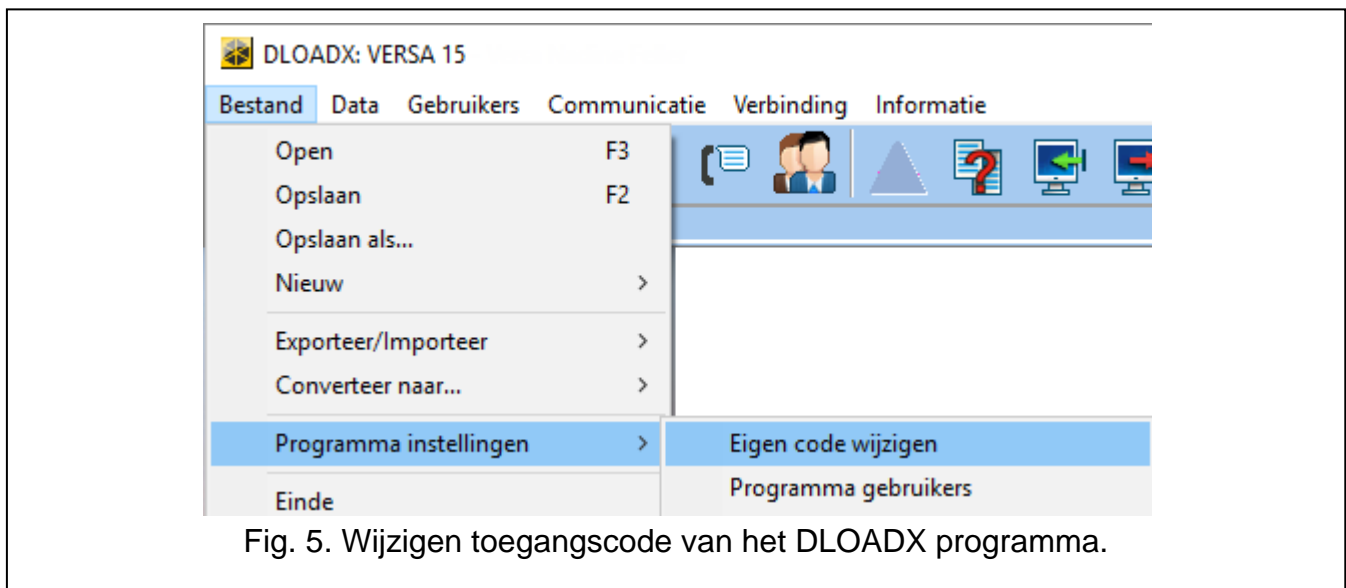 DLOADX: VERSA 15
Bestand Data Gebruikers Communicatie Verbinding Informatie
Open F3
Opslaan F2
Opslaan als...
Nieuw >
Exporteer/Importeer >
Converteer naar... >
Programma instellingen >
Eigen code wijzigen
Programma gebruikers
Einde
Fig. 5. Wijzigen toegangscode van het DLOADX programma.